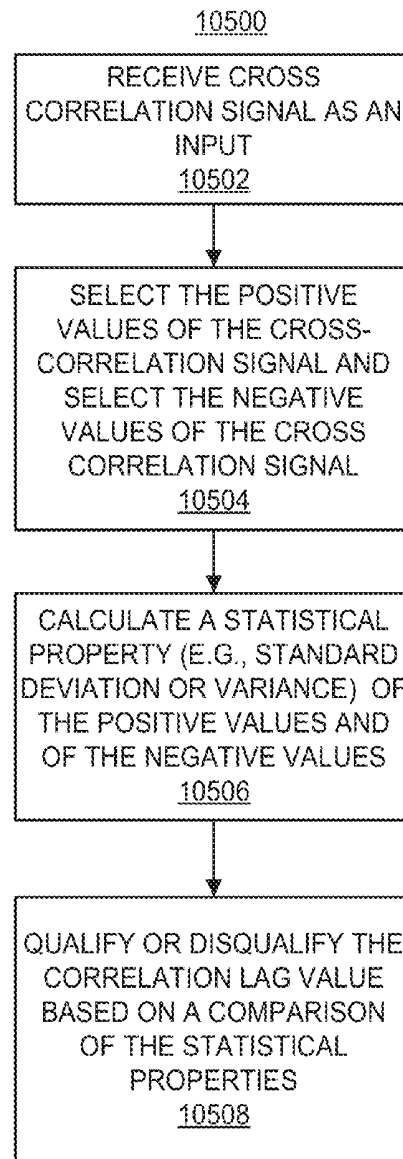 10500
RECEIVE CROSS
CORRELATION SIGNAL AS AN
INPUT
10502
SELECT THE POSITIVE
VALUES OF THE CROSS-
CORRELATION SIGNAL AND
SELECT THE NEGATIVE
VALUES OF THE CROSS
CORRELATION SIGNAL
10504
CALCULATE A STATISTICAL
PROPERTY (E.G., STANDARD
DEVIATION OR VARIANCE) OF
THE POSITIVE VALUES AND
OF THE NEGATIVE VALUES
10506
QUALIFY OR DISQUALIFY THE
CORRELATION LAG VALUE
BASED ON A COMPARISON
OF THE STATISTICAL
PROPERTIES
10508